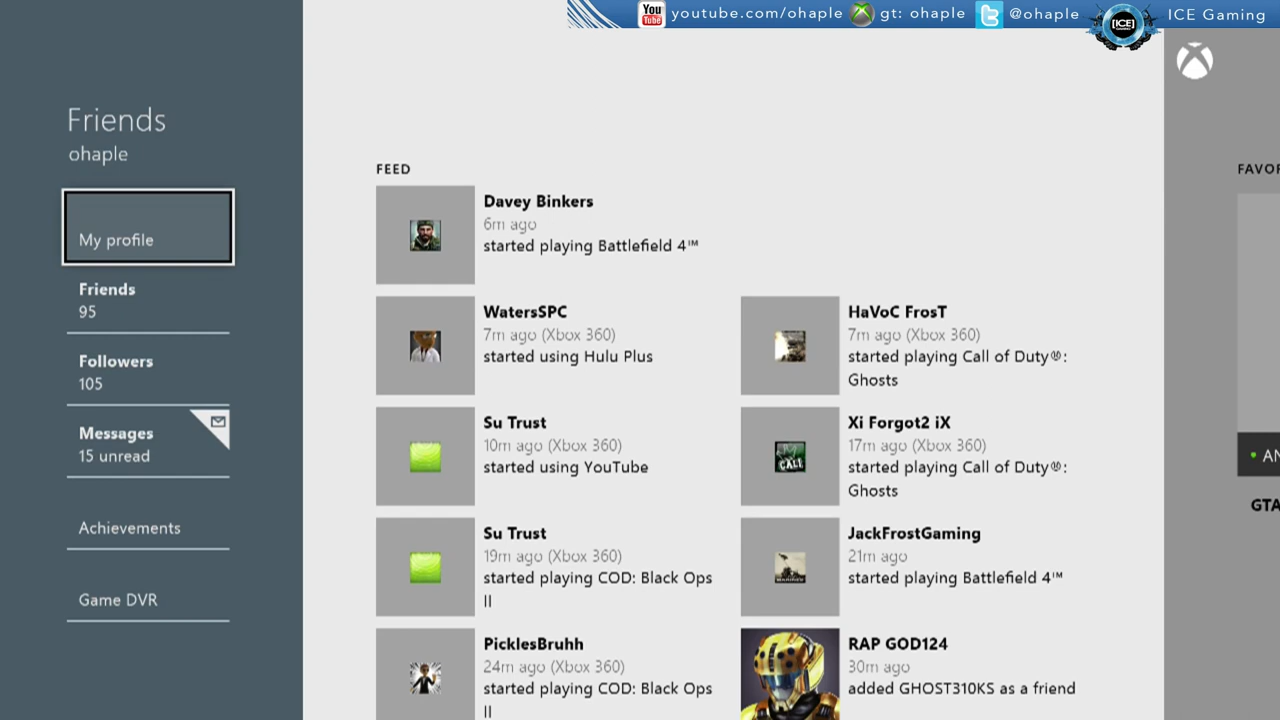 You
Tube
youtube.com/ohaple
gt: ohaple
@ohaple
[ICE]
ICE Gaming
Friends
ohaple
My profile
Friends
95
Followers
105
Messages
15 unread
Achievements
Game DVR
FEED
Davey Binkers
6m ago
started playing Battlefield 4™
WatersSPC
7m ago (Xbox 360)
started using Hulu Plus
HaVoC FrosT
7m ago (Xbox 360)
started playing Call of Duty®:
Ghosts
Su Trust
10m ago (Xbox 360)
started using YouTube
Xi Forgot2 iX
17m ago (Xbox 360)
started playing Call of Duty®:
Ghosts
CALL
Su Trust
19m ago (Xbox 360)
started playing COD: Black Ops
II
JackFrostGaming
21m ago
started playing Battlefield 4™
PicklesBruhh
24m ago (Xbox 360)
started playing COD: Black Ops
II
RAP GOD124
30m ago
added GHOST310KS as a friend
FAVOR
AN
GTA